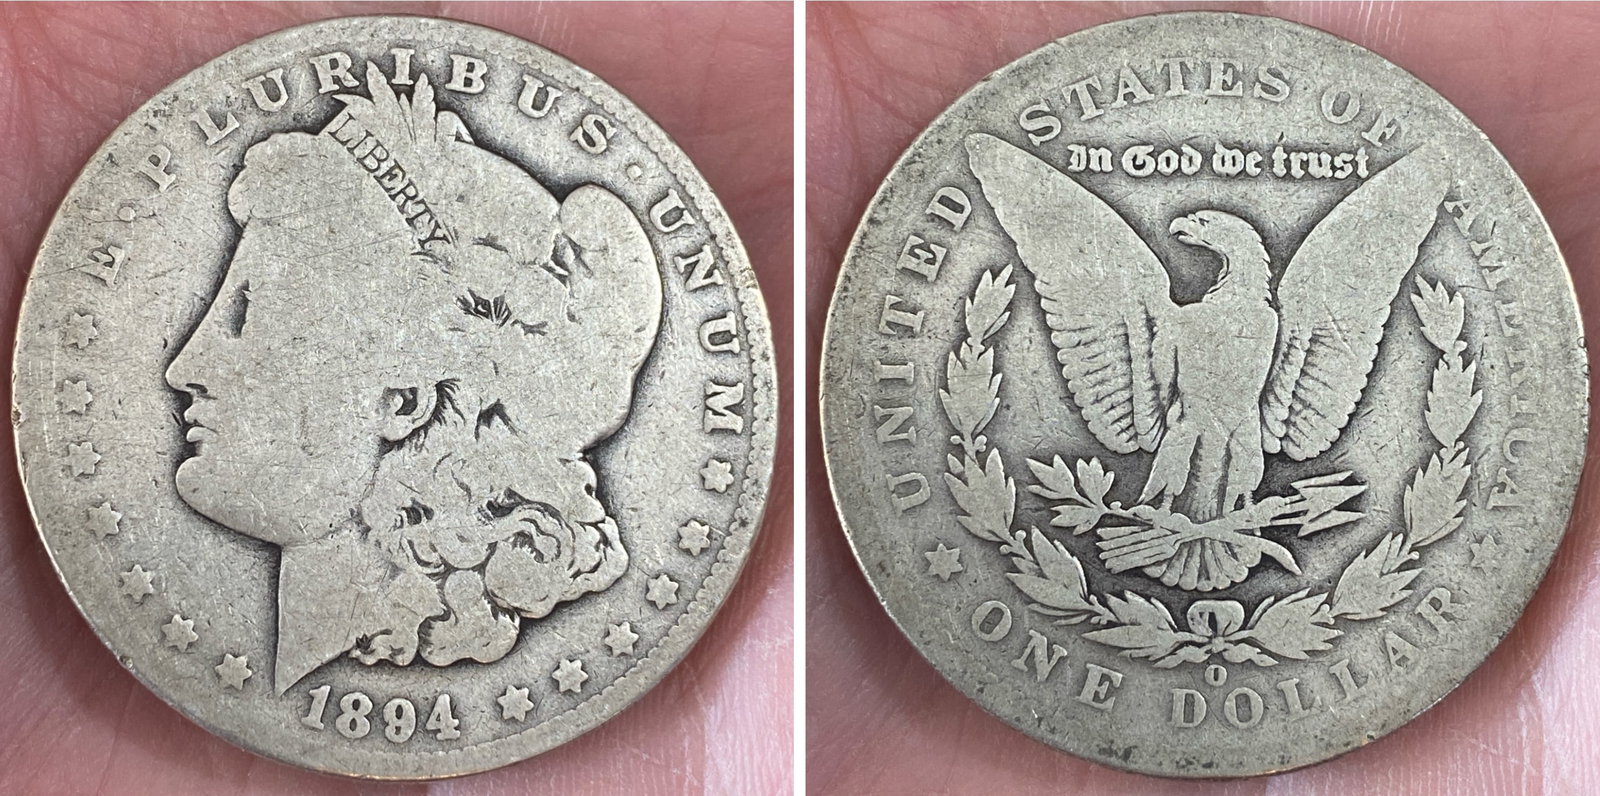 E·PLURIBUS·UNUM
LIBERTY
1894
UNITED STATES OF AMERICA
In God we trust
O
ONE DOLLAR